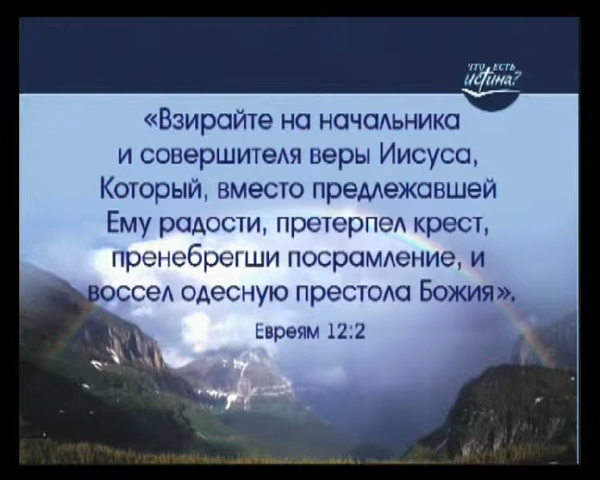 ЧТО ЕСТЬ
ИСТИНА?
«Взирайте на начальника
и совершителя веры Иисуса,
Который, вместо предлежавшей
Ему радости, претерпел крест,
пренебрегши посрамление, и
воссел одесную престола Божия».
Евреям 12:2